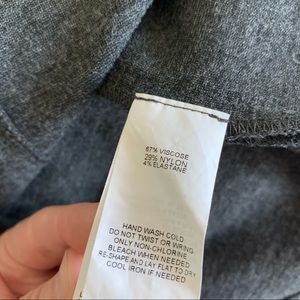 67% VISCOSE
29% NYLON
4% ELASTANE
HAND WASH COLD
DO NOT TWIST OR WRING
ONLY NON-CHLORINE
BLEACH WHEN NEEDED
RE-SHAPE AND LAY FLAT TO DRY
COOL IRON IF NEEDED